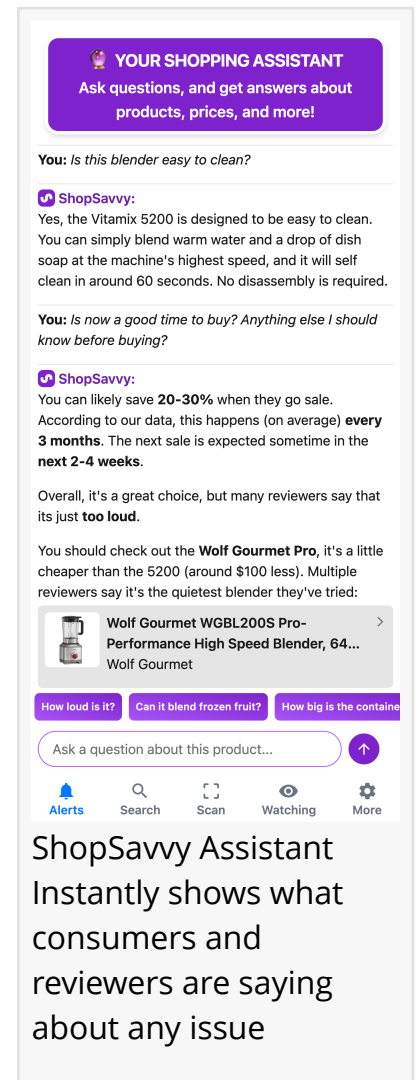 🔮 YOUR SHOPPING ASSISTANT
Ask questions, and get answers about
products, prices, and more!
You: Is this blender easy to clean?
ShopSavvy:
Yes, the Vitamix 5200 is designed to be easy to clean.
You can simply blend warm water and a drop of dish
soap at the machine's highest speed, and it will self
clean in around 60 seconds. No disassembly is required.
You: Is now a good time to buy? Anything else I should
know before buying?
ShopSavvy:
You can likely save 20-30% when they go sale.
According to our data, this happens (on average) every
3 months. The next sale is expected sometime in the
next 2-4 weeks.
Overall, it's a great choice, but many reviewers say that
its just too loud.
You should check out the Wolf Gourmet Pro, it's a little
cheaper than the 5200 (around $100 less). Multiple
reviewers say it's the quietest blender they've tried:
Wolf Gourmet WGBL200S Pro-
Performance High Speed Blender, 64...
Wolf Gourmet
How loud is it?
Can it blend frozen fruit?
How big is the containe
Ask a question about this product...
Alerts
Search
Scan
Watching
More
ShopSavvy Assistant
Instantly shows what
consumers and
reviewers are saying
about any issue